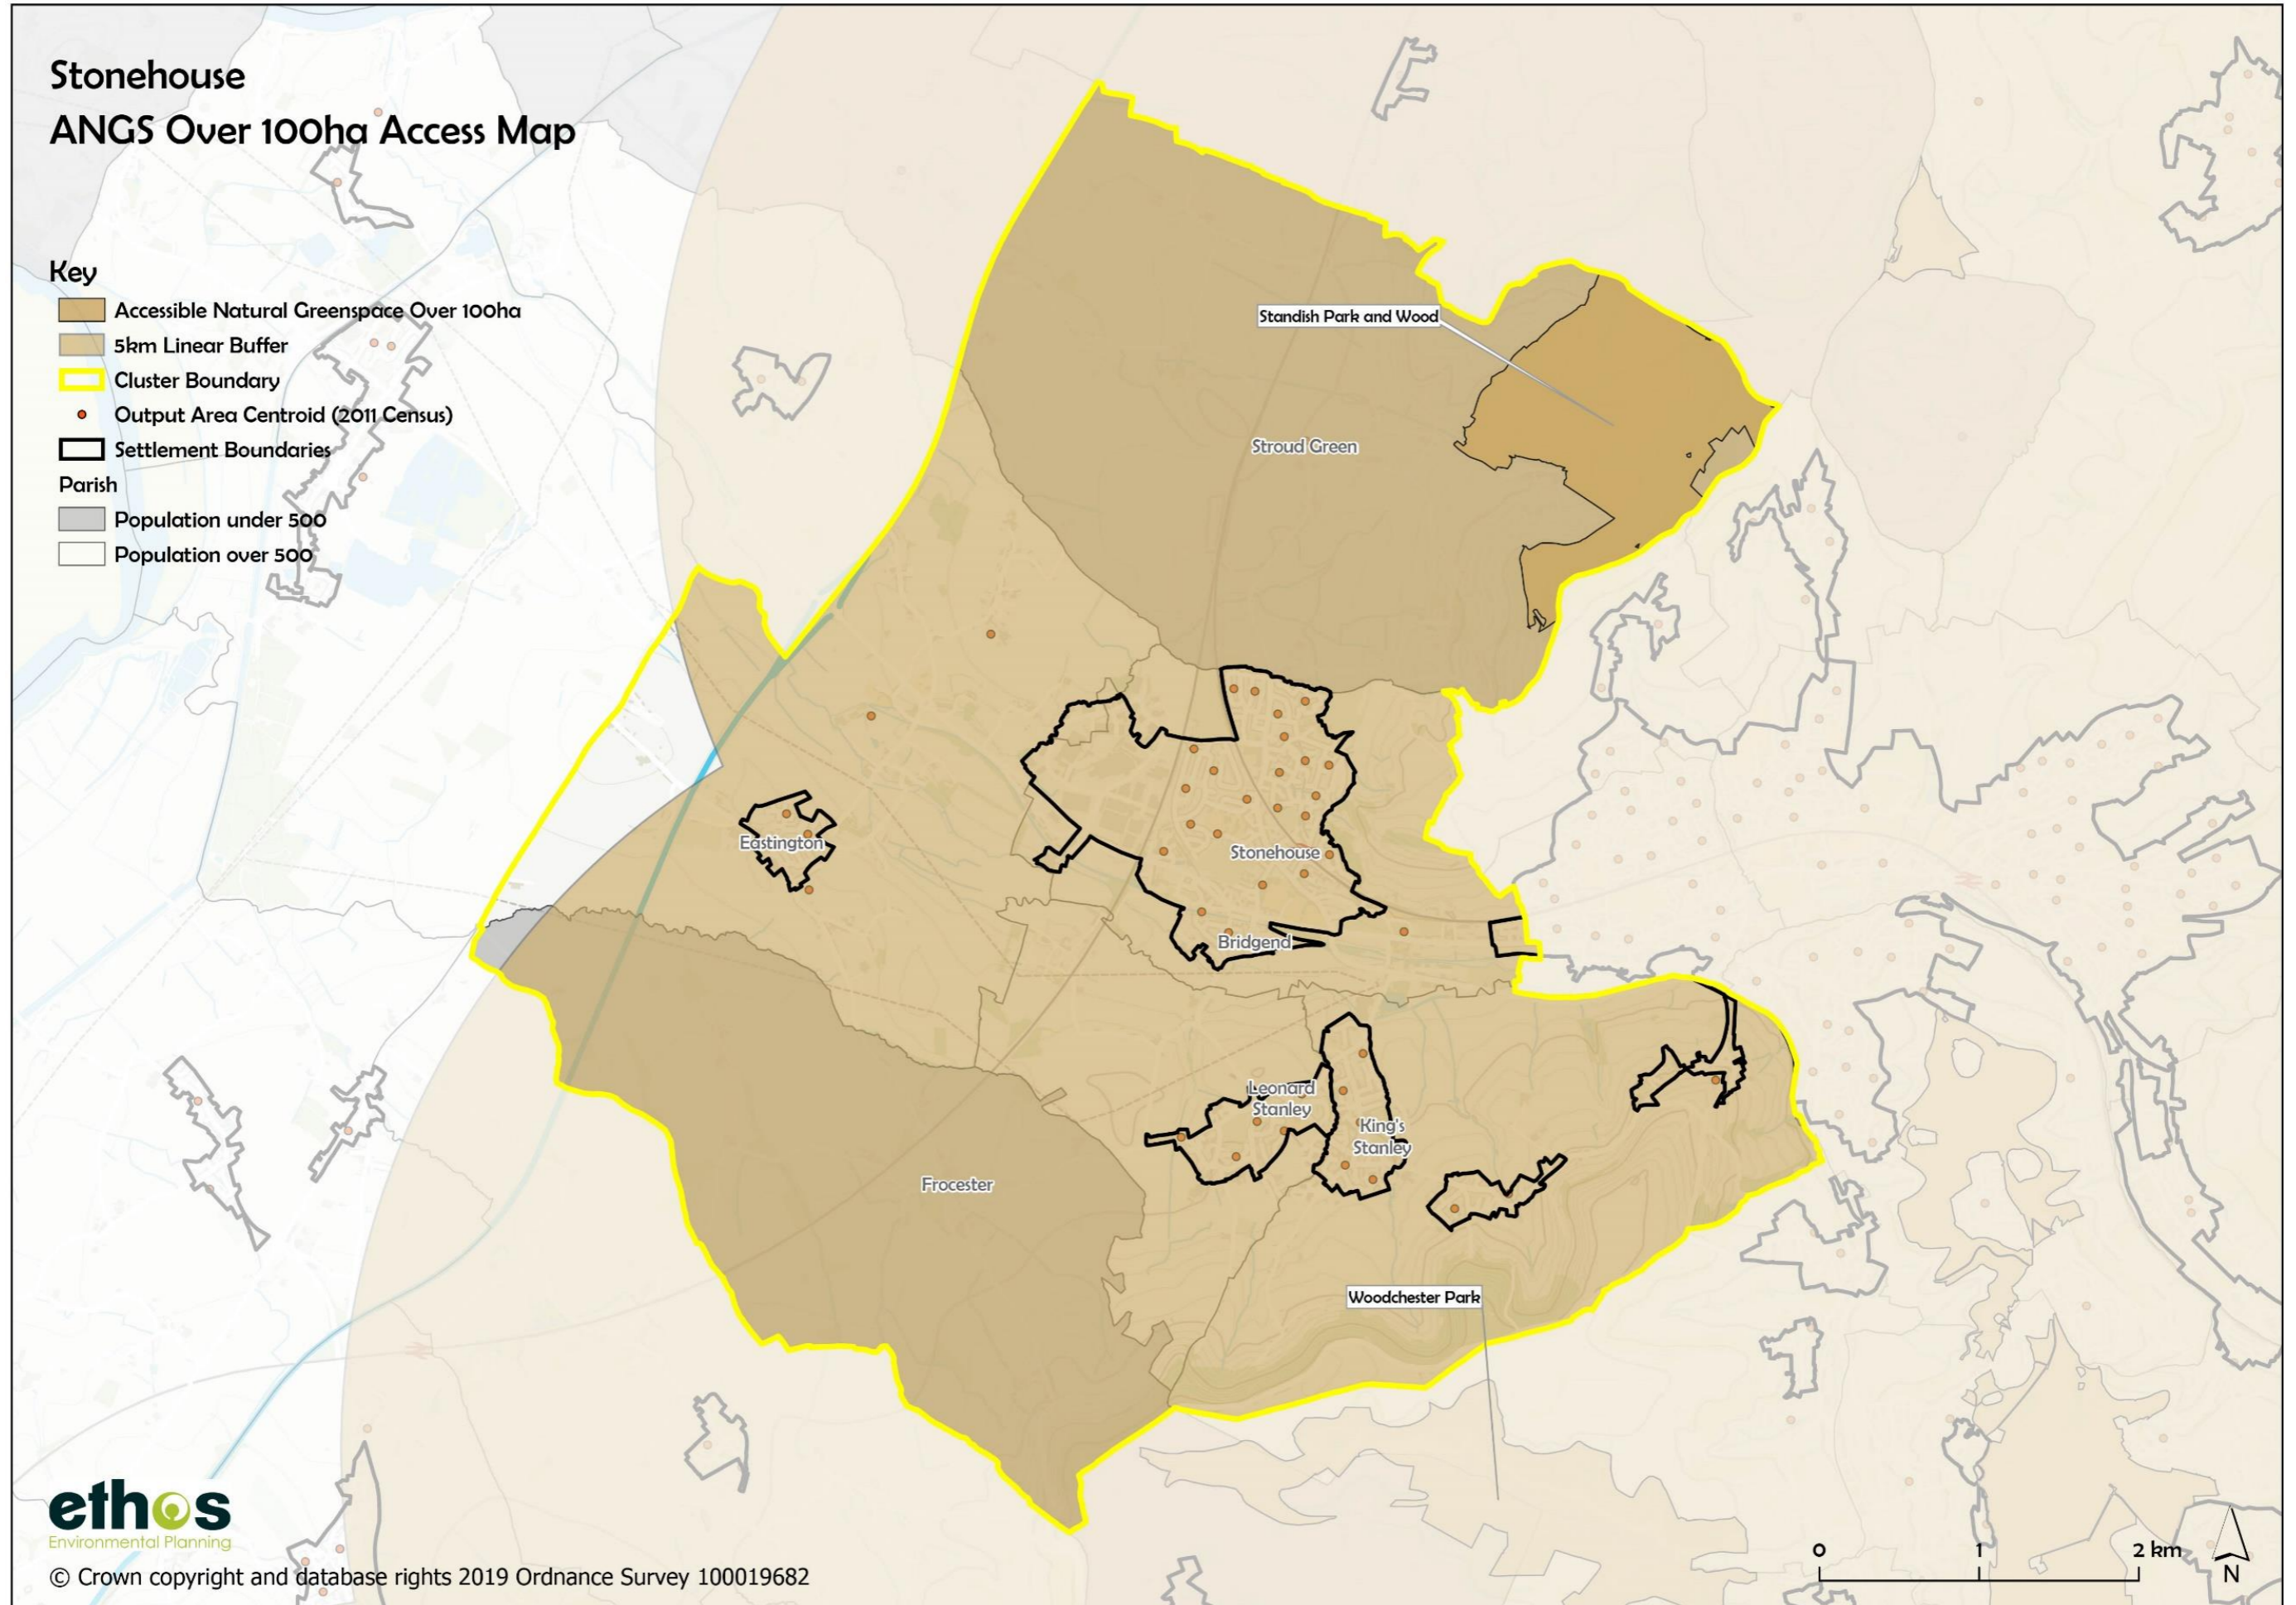 Stonehouse
ANGS Over 100ha Access Map
Key
Accessible Natural Greenspace Over 100ha
5km Linear Buffer
Cluster Boundary
Output Area Centroid (2011 Census)
Settlement Boundaries
Parish
Population under 500
Population over 500
Standish Park and Wood
Stroud Green
Eastington
Stonehouse
Bridgend
Leonard
Stanley
King's
Stanley
Frocester
Woodchester Park
ethos
Environmental Planning
© Crown copyright and database rights 2019 Ordnance Survey 100019682
0 1 2 km
N